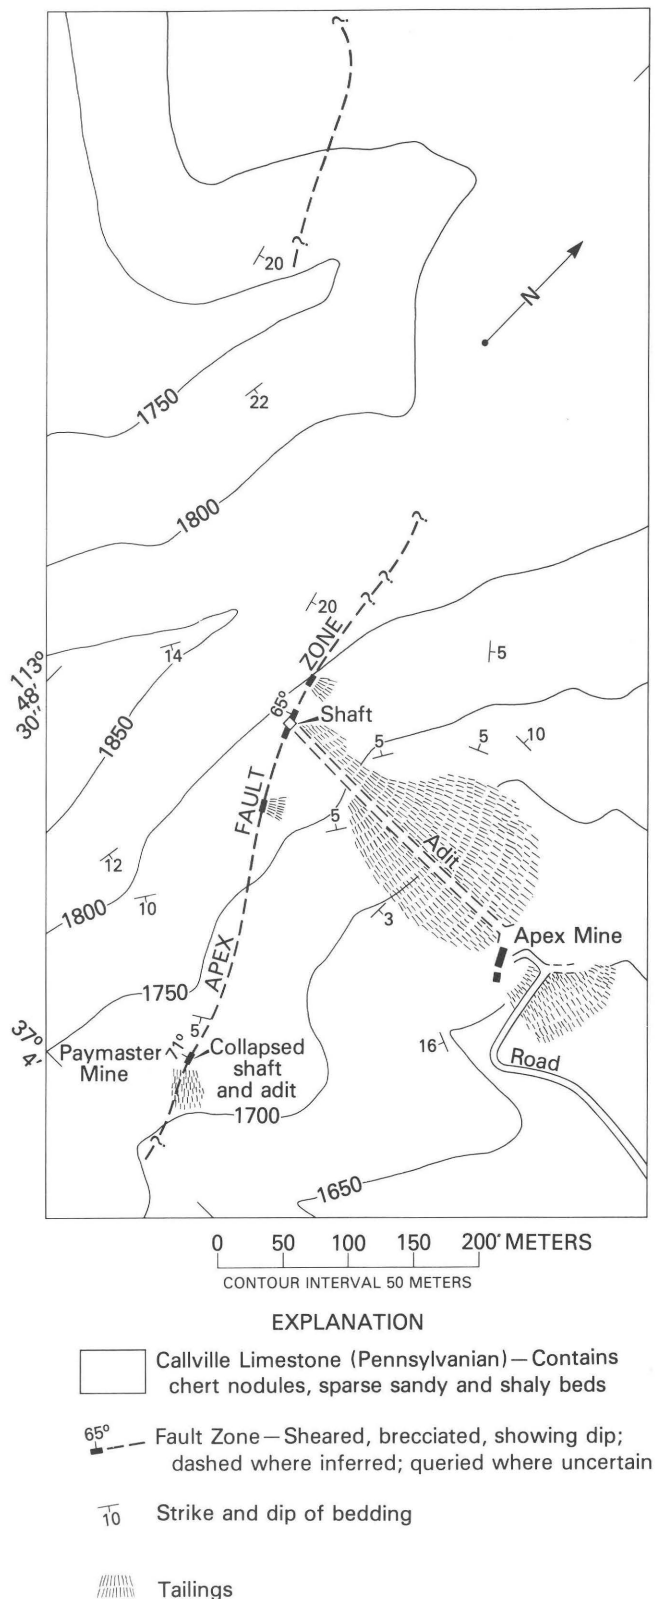 ?
?
20
N
1750
22
1800
?
?
?
20
ZONE
5
14
113°
48'
30"
65°
Shaft
1850
5
5
10
FAULT
5
Adit
12
10
3
1800
Apex Mine
APEX
1750
5
37°
4'
Paymaster
Mine
71°
Collapsed
shaft
and adit
16
Road
1700
?
1650
0 50 100 150 200 METERS
CONTOUR INTERVAL 50 METERS
EXPLANATION
Callville Limestone (Pennsylvanian)—Contains
chert nodules, sparse sandy and shaly beds
65°
Fault Zone—Sheared, brecciated, showing dip;
dashed where inferred; queried where uncertain
10
Strike and dip of bedding
Tailings